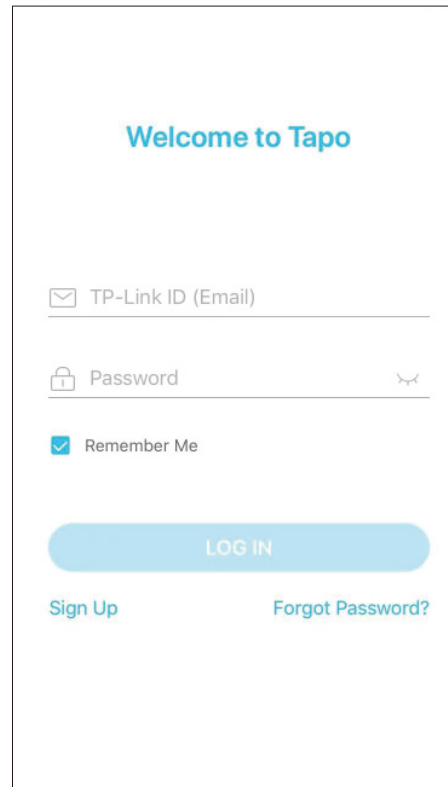 Welcome to Tapo
TP-Link ID (Email)
Password
Remember Me
LOG IN
Sign Up Forgot Password?